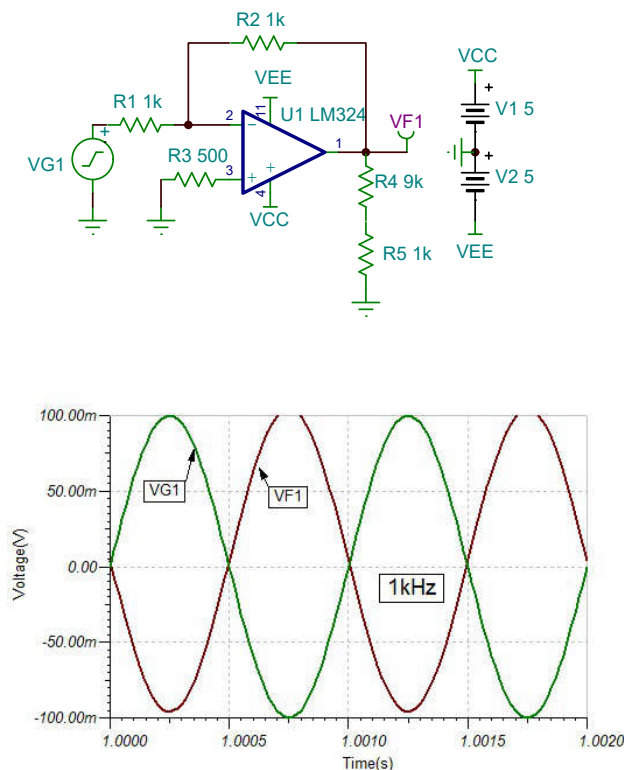 R2 1k
VCC
VEE
R1 1k
11
U1 LM324
VF1
V1 5
2
1
VG1
R3 500
3
R4 9k
V2 5
4
VCC
VEE
R5 1k
100.00m
VG1
VF1
50.00m
Voltage(V)
0.00
1kHz
-50.00m
-100.00m
1.0000 1.0005 1.0010 1.0015 1.0020
Time(s)